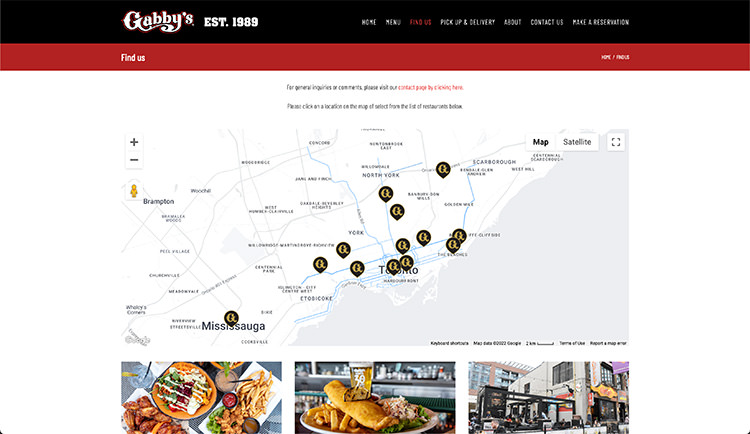 Gabby's EST. 1989
HOME MENU FIND US PICK UP & DELIVERY ABOUT CONTACT US MAKE A RESERVATION
Find us
HOME / FIND US
For general inquiries or comments, please visit our contact page by clicking here.
Please click on a location on the map of select from the list of restaurants below.
Map Satellite
CONCORD
NEWTONBROOK EAST
WOODBRIDGE
WILLOWDALE
SCARBOROUGH
CENTENNIAL SCARBOROUGH
JANE AND FINCH
NORTH YORK
BENDALE-GLEN ANDREW
WEST HILL
Woodhill
Brampton
BRAMALEA WOODS
OAKDALE-BEVERLEY HEIGHTS
BANBURY-DON MILLS
GOLDEN MILE
WEST HUMBER-CLAIRVILLE
YORK
PEEL VILLAGE
WILLOWRIDGE-MARTINGROVE-RICHVIEW
THE BEACHES
CENTENNIAL PARK
CHURCHVILLE
ISLINGTON - CITY CENTRE WEST
Toronto
HARBOURFRONT
MEADOWVALE
ETOBICOKE
Whaley's Corners
DIXIE
RIVERVIEW
STREETSVILLE
Mississauga
COOKSVILLE
Google
Keyboard shortcuts Map data ©2022 Google 2 km Terms of Use Report a map error